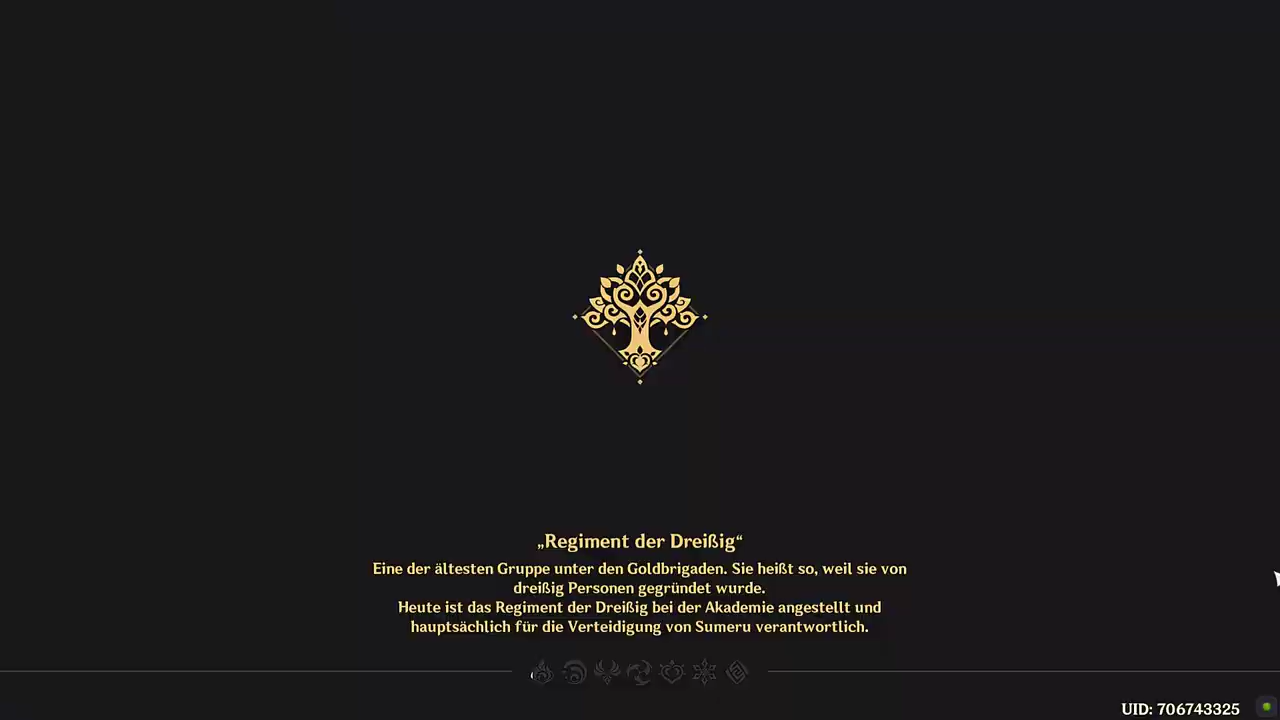 „Regiment der Dreißig“
Eine der ältesten Gruppe unter den Goldbrigaden. Sie heißt so, weil sie von
dreißig Personen gegründet wurde.
Heute ist das Regiment der Dreißig bei der Akademie angestellt und
hauptsächlich für die Verteidigung von Sumeru verantwortlich.
UID: 706743325